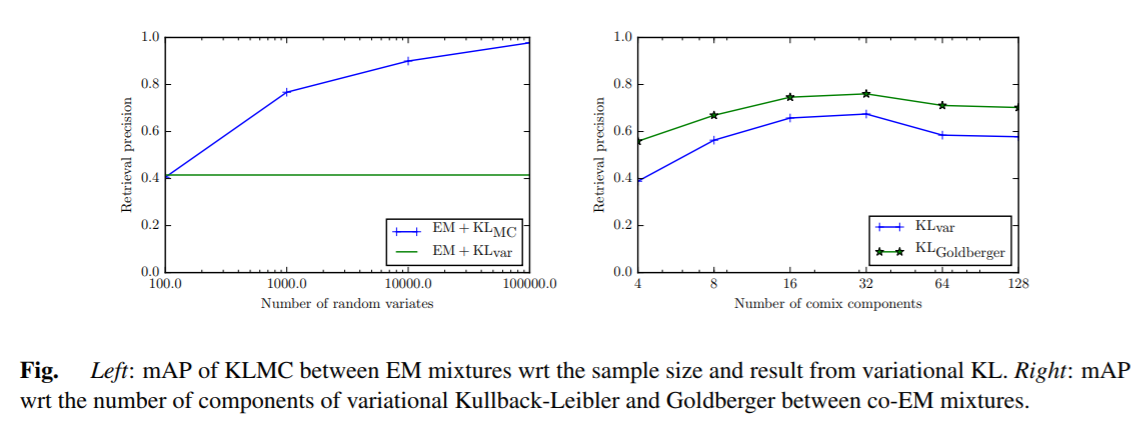 1.0
0.8
0.6
0.4
0.2
0.0
Retrieval precision
100.0 1000.0 10000.0 100000.0
Number of random variates
EM + KL_MC
EM + KL_var
1.0
0.8
0.6
0.4
0.2
0.0
Retrieval precision
4 8 16 32 64 128
Number of comix components
KL_var
KL_Goldberger
Fig. Left: mAP of KLMC between EM mixtures wrt the sample size and result from variational KL. Right: mAP
wrt the number of components of variational Kullback-Leibler and Goldberger between co-EM mixtures.